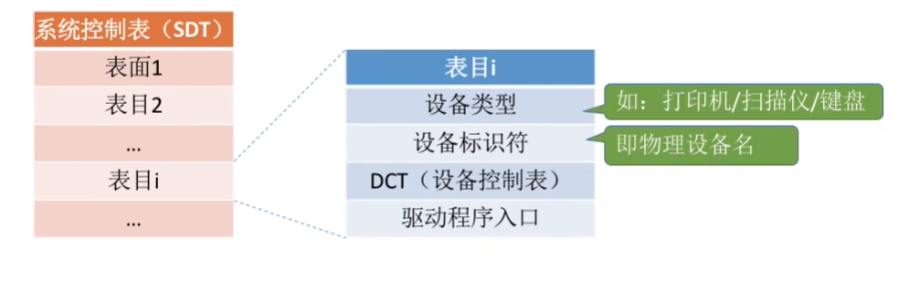 系统控制表（SDT）
表面1
表目2
...
表目i
...
表目i
设备类型
设备标识符
DCT（设备控制表）
驱动程序入口
如：打印机/扫描仪/键盘
即物理设备名